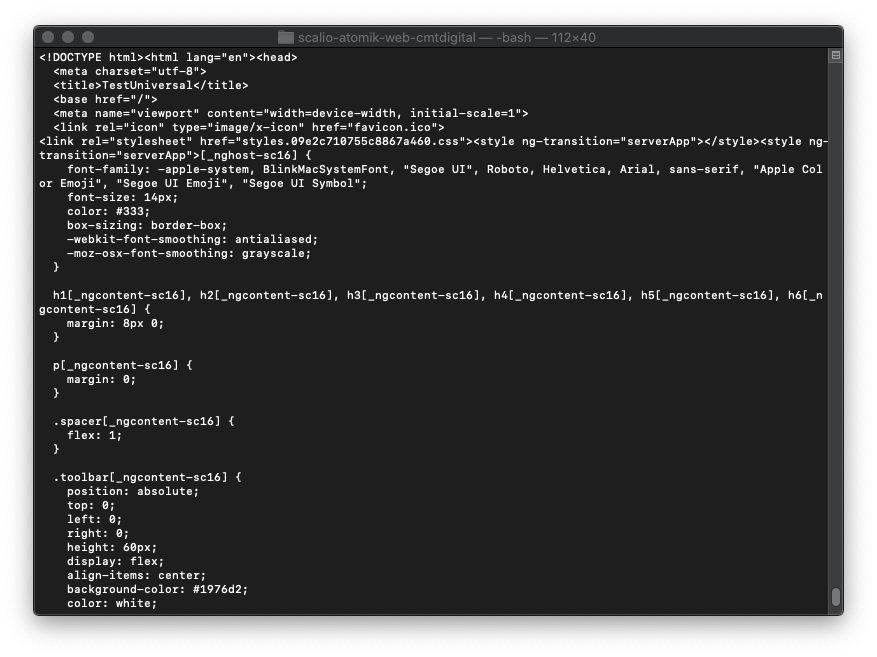 scalio-atomik-web-cmtdigital — -bash — 112×40
<!DOCTYPE html><html lang="en"><head>
  <meta charset="utf-8">
  <title>TestUniversal</title>
  <base href="/">
  <meta name="viewport" content="width=device-width, initial-scale=1">
  <link rel="icon" type="image/x-icon" href="favicon.ico">
<link rel="stylesheet" href="styles.09e2c710755c8867a460.css"><style ng-transition="serverApp"></style><style ng-
transition="serverApp">[_nghost-sc16] {
    font-family: -apple-system, BlinkMacSystemFont, "Segoe UI", Roboto, Helvetica, Arial, sans-serif, "Apple Col
or Emoji", "Segoe UI Emoji", "Segoe UI Symbol";
    font-size: 14px;
    color: #333;
    box-sizing: border-box;
    -webkit-font-smoothing: antialiased;
    -moz-osx-font-smoothing: grayscale;
  }

  h1[_ngcontent-sc16], h2[_ngcontent-sc16], h3[_ngcontent-sc16], h4[_ngcontent-sc16], h5[_ngcontent-sc16], h6[_n
gcontent-sc16] {
    margin: 8px 0;
  }

  p[_ngcontent-sc16] {
    margin: 0;
  }

  .spacer[_ngcontent-sc16] {
    flex: 1;
  }

  .toolbar[_ngcontent-sc16] {
    position: absolute;
    top: 0;
    left: 0;
    right: 0;
    height: 60px;
    display: flex;
    align-items: center;
    background-color: #1976d2;
    color: white;